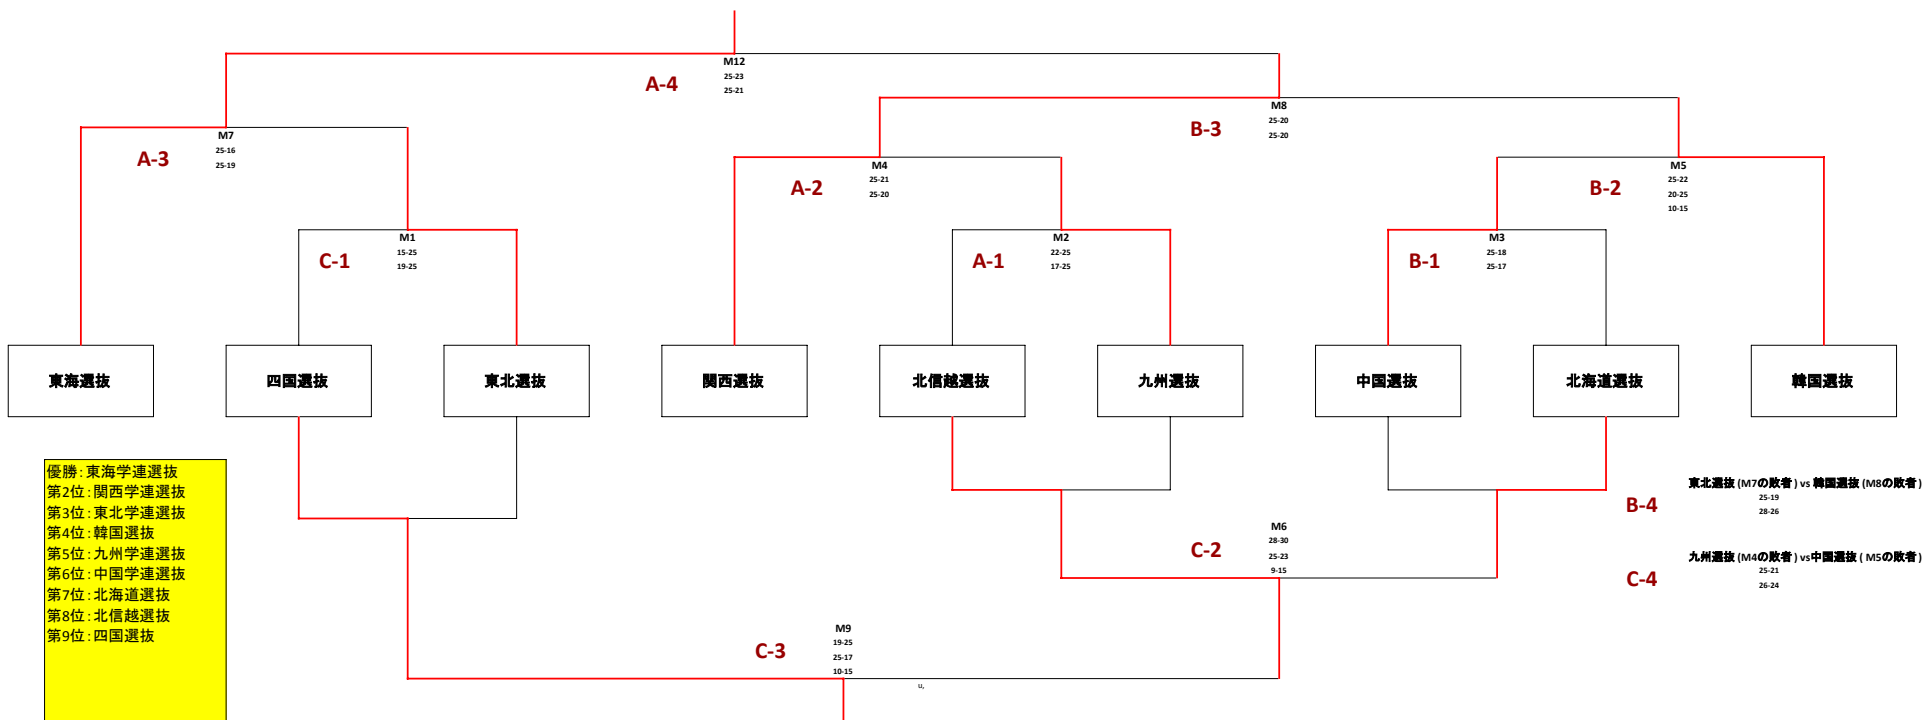 M12
25-23
25-21
A-4
M8
25-20
25-20
B-3
M7
25-16
25-19
A-3
M4
25-21
25-20
A-2
M5
25-22
20-25
10-15
B-2
M1
15-25
19-25
C-1
M2
22-25
17-25
A-1
M3
25-18
25-17
B-1
東海選抜
四国選抜
東北選抜
関西選抜
北信越選抜
九州選抜
中国選抜
北海道選抜
韓国選抜
優勝：東海学連選抜
第2位：関西学連選抜
第3位：東北学連選抜
第4位：韓国選抜
第5位：九州学連選抜
第6位：中国学連選抜
第7位：北海道選抜
第8位：北信越選抜
第9位：四国選抜
東北選抜 (M7の敗者 ) vs 韓国選抜 (M8の敗者 )
25-19
28-26
B-4
M6
28-30
25-23
9-15
C-2
九州選抜 (M4の敗者 ) vs中国選抜 ( M5の敗者 )
25-21
26-24
C-4
M9
19-25
25-17
10-15
C-3
u,